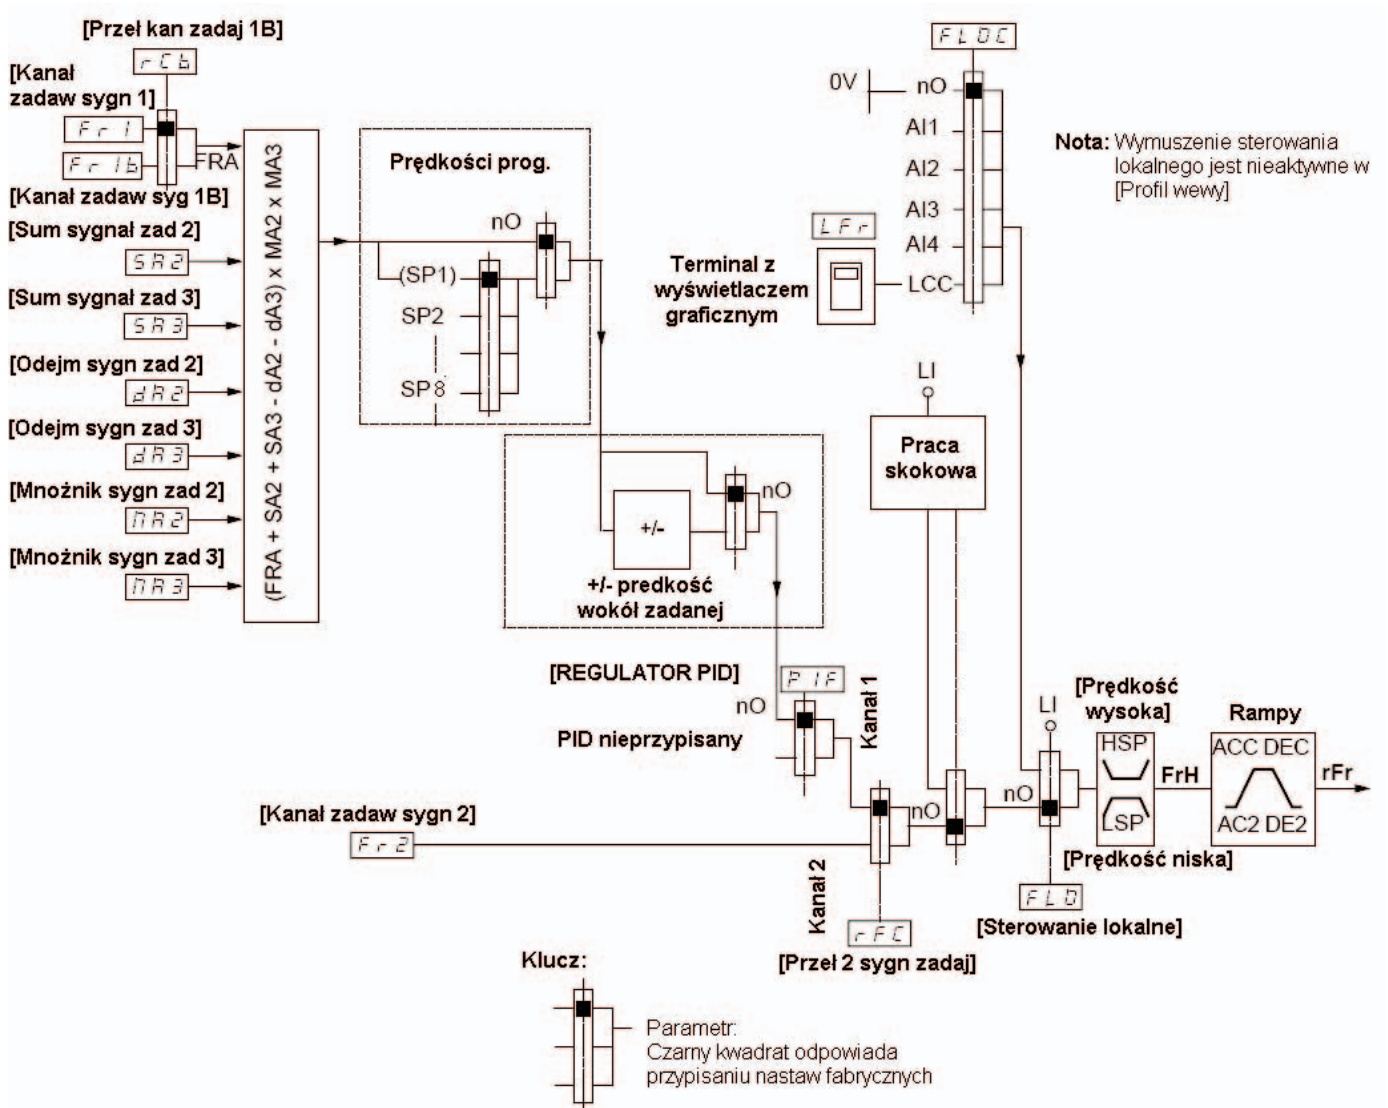 [Przeł kan zadaj 1B]
rCb
[Kanał
zadaw sygn 1]
Fr1
Fr1b
FRA
[Kanał zadaw syg 1B]
[Sum sygnał zad 2]
SA2
[Sum sygnał zad 3]
SA3
[Odejm sygn zad 2]
dA2
[Odejm sygn zad 3]
dA3
[Mnożnik sygn zad 2]
MA2
[Mnożnik sygn zad 3]
MA3
(FRA + SA2 + SA3 - dA2 - dA3) x MA2 x MA3
Prędkości prog.
nO
(SP1)
SP2
SP8
+/-
nO
+/- predkość
wokół zadanej
FLOC
0V
nO
AI1
AI2
AI3
AI4
LCC
LFr
Terminal z
wyświetlaczem
graficznym
Nota: Wymuszenie sterowania
lokalnego jest nieaktywne w
[Profil wewy]
LI
Praca
skokowa
[REGULATOR PID]
PIF
nO
PID nieprzypisany
Kanał 1
[Kanał zadaw sygn 2]
Fr2
Kanał 2
nO
rFC
[Przeł 2 sygn zadaj]
nO
LI
FLO
[Sterowanie lokalne]
[Prędkość
wysoka]
HSP
LSP
[Prędkość niska]
FrH
Rampy
ACC DEC
AC2 DE2
rFr
Klucz:
Parametr:
Czarny kwadrat odpowiada
przypisaniu nastaw fabrycznych